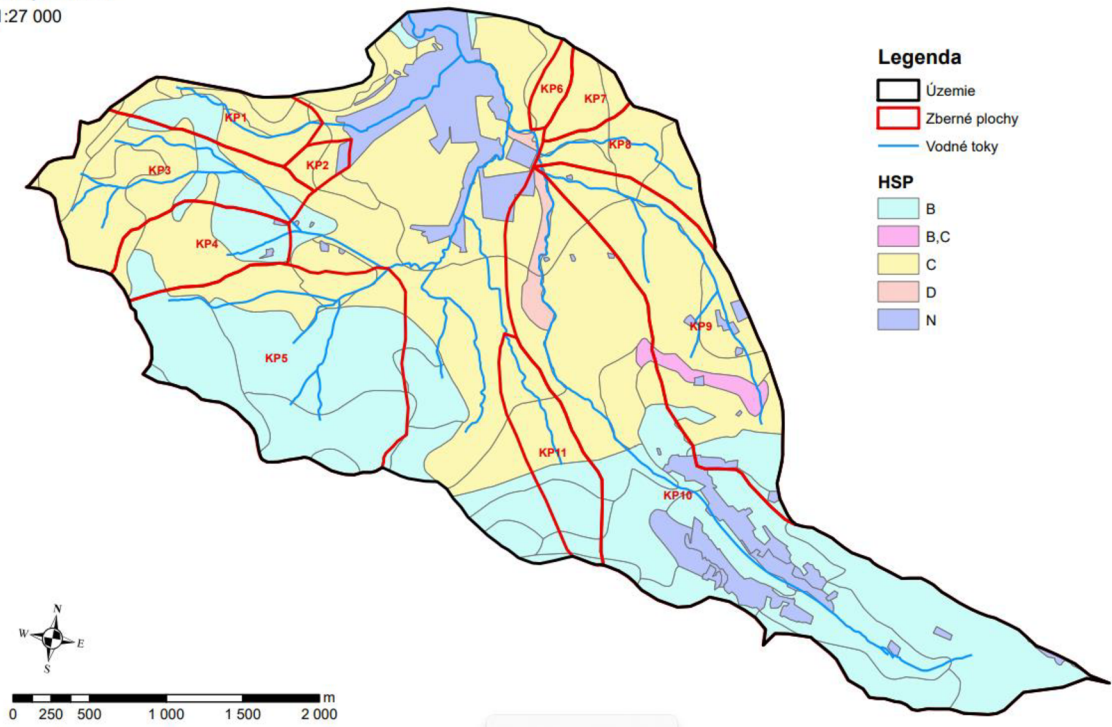 1:27 000
Legenda
Územie
Zberné plochy
Vodné toky
HSP
B
B,C
C
D
N
KP1
KP2
KP3
KP4
KP5
KP6
KP7
KP8
KP9
KP10
KP11
N
W E
S
m
0 250 500 1 000 1 500 2 000